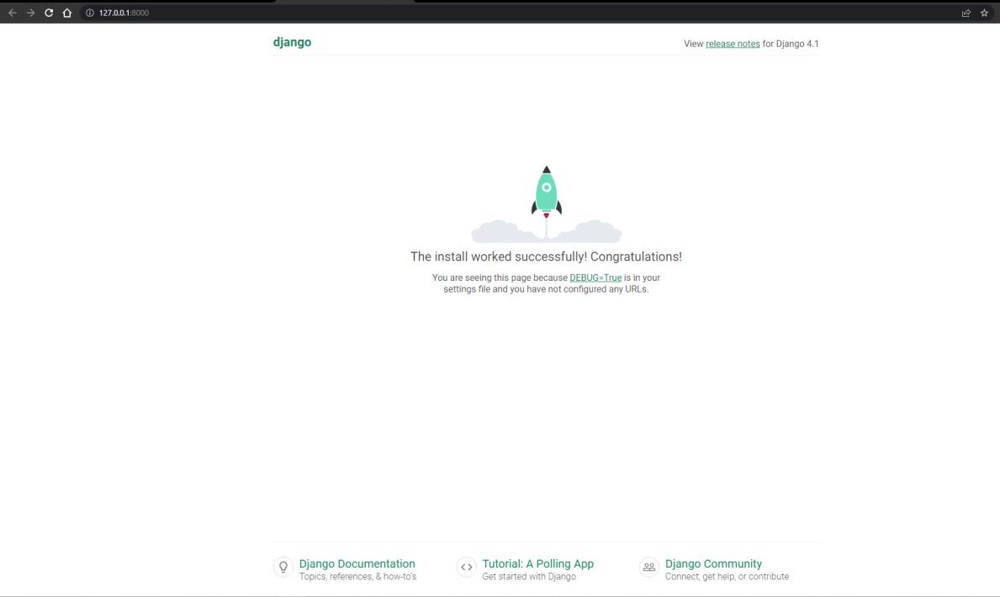 127.0.0.1:8000
django
View release notes for Django 4.1
The install worked successfully! Congratulations!
You are seeing this page because DEBUG=True is in your
settings file and you have not configured any URLs.
Django Documentation
Topics, references, & how-to's
Tutorial: A Polling App
Get started with Django
Django Community
Connect, get help, or contribute